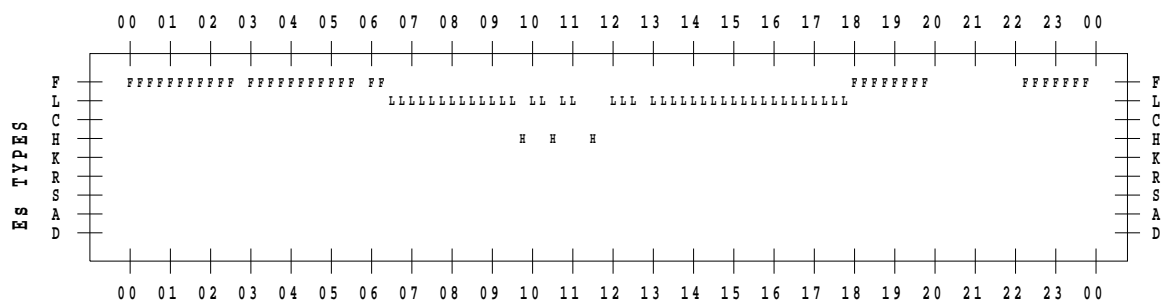 00 01 02 03 04 05 06 07 08 09 10 11 12 13 14 15 16 17 18 19 20 21 22 23 00
F FFFFFFFFFFF FFFFFFFFFFF FF FFFFFFFF FFFFFFF F
L LLLLLLLLLLLLL LL LL LLL LLLLLLLLLLLLLLLLLLLL L
C C
H H H H H
K K
R R
S S
A A
D D
Es TYPES
00 01 02 03 04 05 06 07 08 09 10 11 12 13 14 15 16 17 18 19 20 21 22 23 00